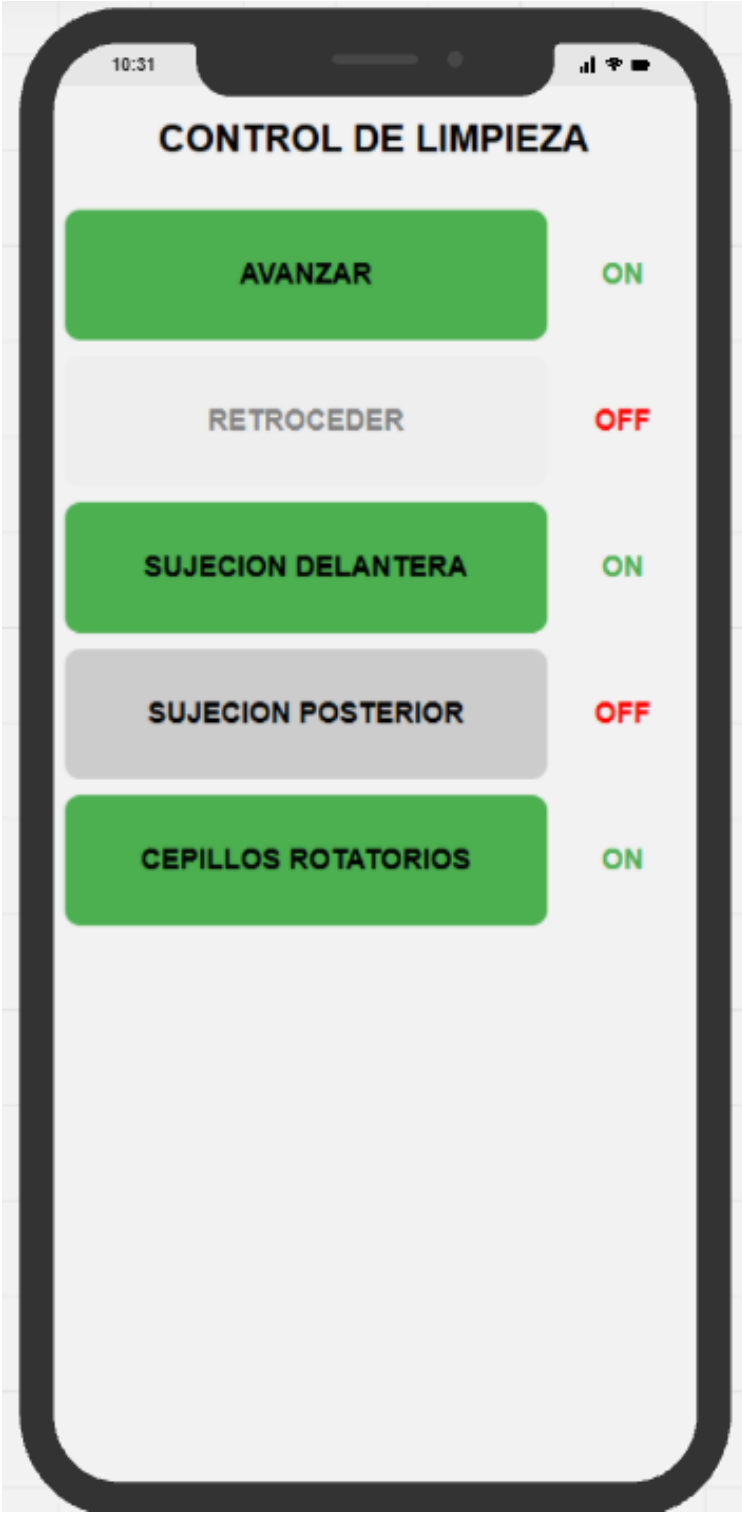 10:31
CONTROL DE LIMPIEZA
AVANZAR ON
RETROCEDER OFF
SUJECION DELANTERA ON
SUJECION POSTERIOR OFF
CEPILLOS ROTATORIOS ON